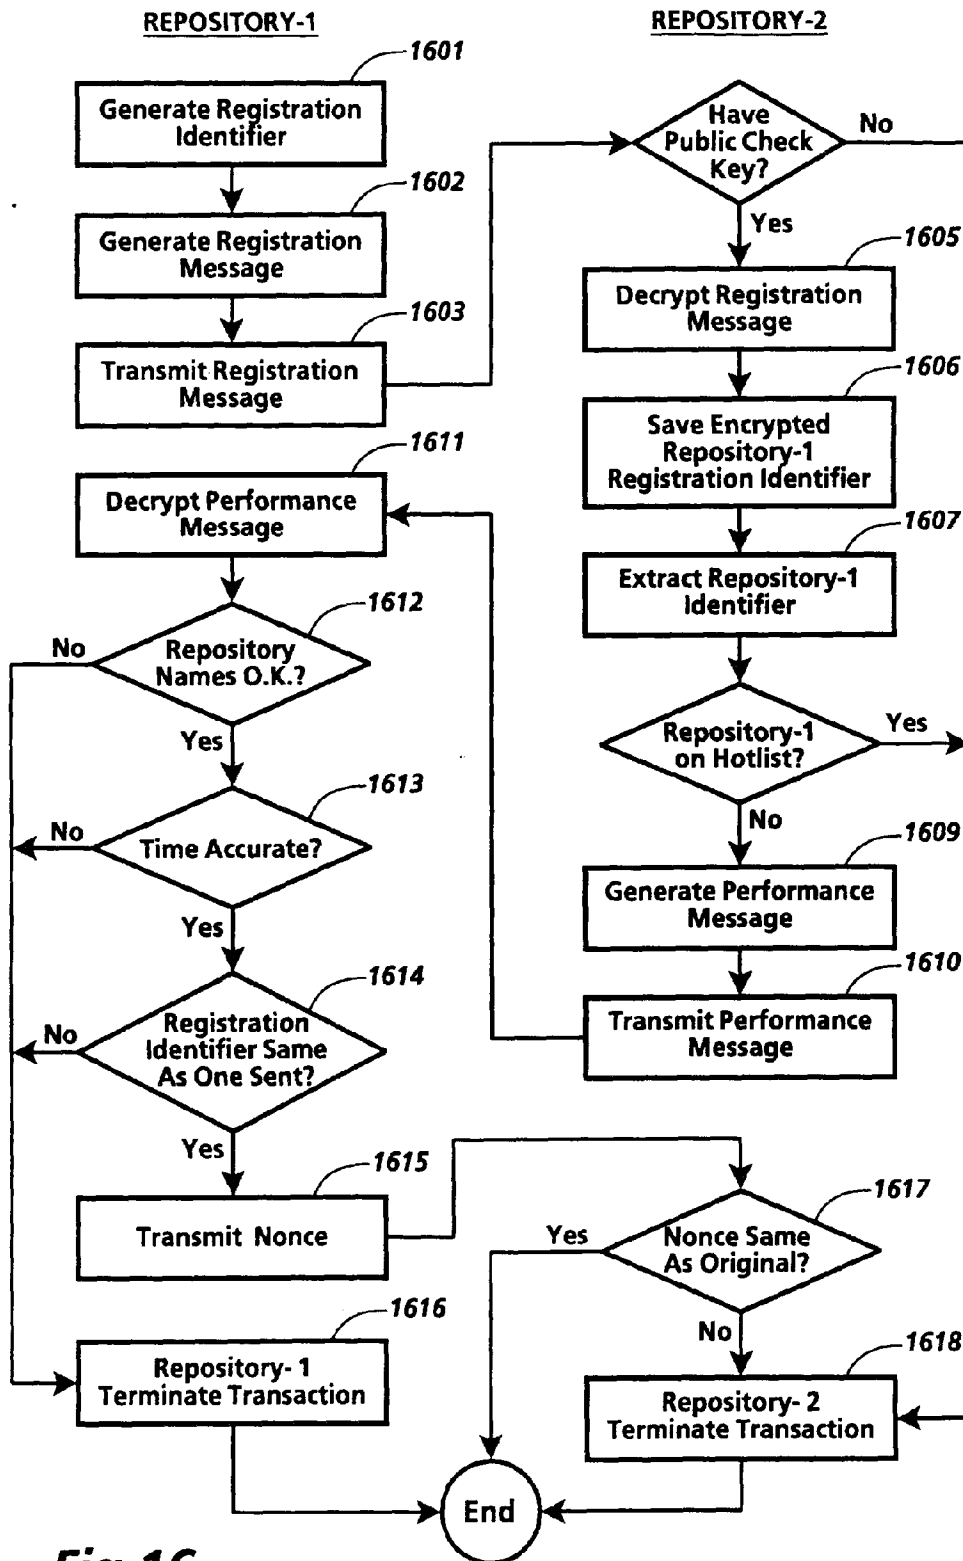 REPOSITORY-1
1601
Generate Registration
Identifier
1602
Generate Registration
Message
1603
Transmit Registration
Message
1611
Decrypt Performance
Message
1612
Repository
Names O.K.?
No
Yes
1613
Time Accurate?
No
Yes
1614
Registration
Identifier Same
As One Sent?
No
Yes
1615
Transmit Nonce
1616
Repository- 1
Terminate Transaction
REPOSITORY-2
Have
Public Check
Key?
No
Yes
1605
Decrypt Registration
Message
1606
Save Encrypted
Repository-1
Registration Identifier
1607
Extract Repository-1
Identifier
Repository-1
on Hotlist?
Yes
No
1609
Generate Performance
Message
1610
Transmit Performance
Message
1617
Nonce Same
As Original?
Yes
No
1618
Repository- 2
Terminate Transaction
End
Fig.16